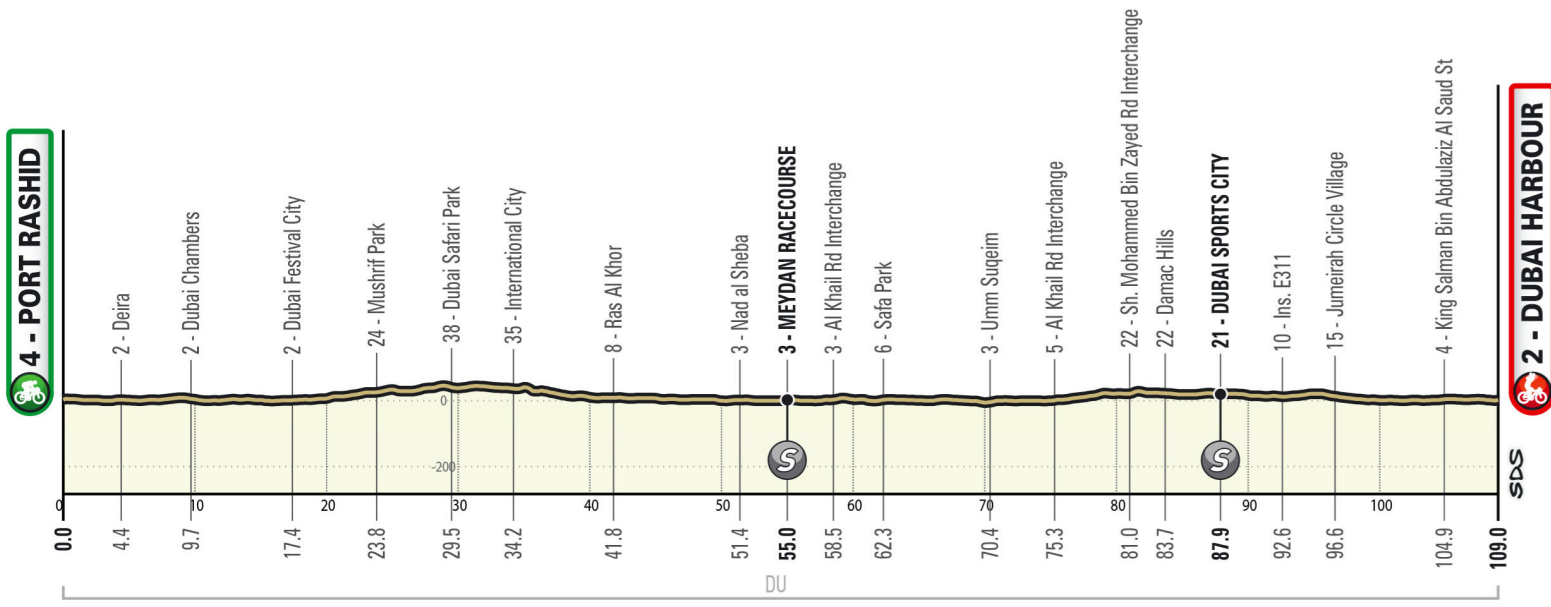 4 - PORT RASHID
2 - Deira
2 - Dubai Chambers
2 - Dubai Festival City
24 - Mushrif Park
38 - Dubai Safari Park
35 - International City
8 - Ras Al Khor
3 - Nad al Sheba
3 - MEYDAN RACECOURSE
3 - Al Khail Rd Interchange
6 - Safa Park
3 - Umm Suqeim
5 - Al Khail Rd Interchange
22 - Sh. Mohammed Bin Zayed Rd Interchange
22 - Damac Hills
21 - DUBAI SPORTS CITY
10 - Ins. E311
15 - Jumeirah Circle Village
4 - King Salman Bin Abdulaziz Al Saud St
2 - DUBAI HARBOUR
0
-200
S
S
SDS
0 10 20 30 40 50 60 70 80 90 100
0.0 4.4 9.7 17.4 23.8 29.5 34.2 41.8 51.4 55.0 58.5 62.3 70.4 75.3 81.0 83.7 87.9 92.6 96.6 104.9 109.0
DU